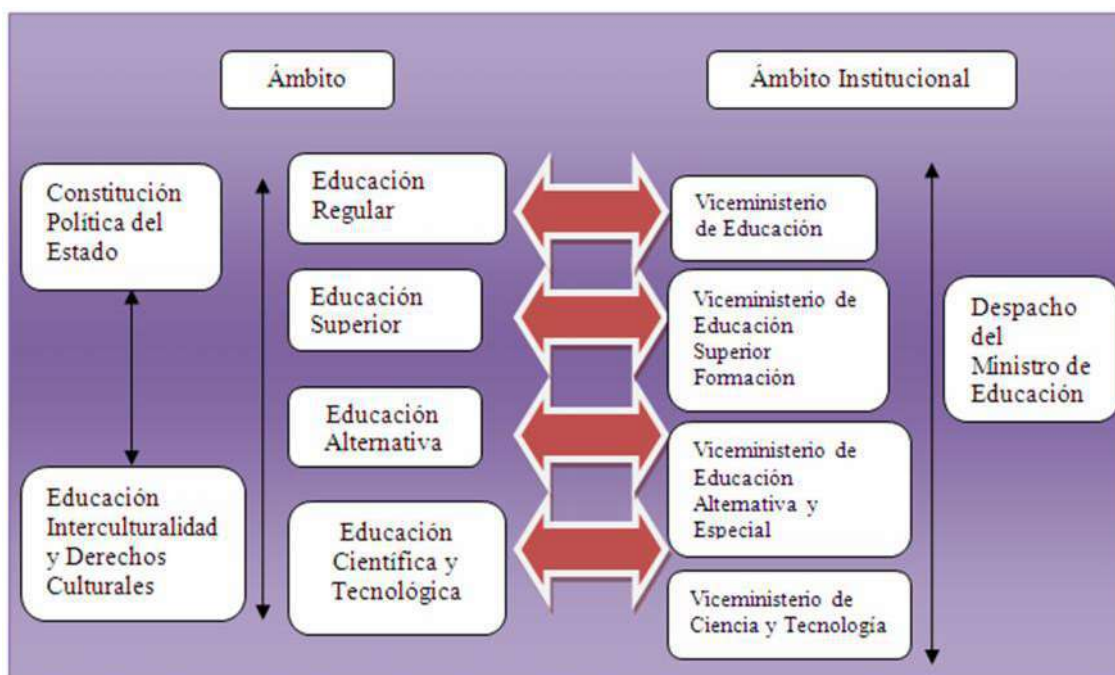 Ámbito
Ámbito Institucional
Constitución
Política del
Estado
Educación
Interculturalidad
y Derechos
Culturales
Educación
Regular
Educación
Superior
Educación
Alternativa
Educación
Científica y
Tecnológica
Viceministerio
de Educación
Viceministerio de
Educación
Superior
Formación
Viceministerio de
Educación
Alternativa y
Especial
Viceministerio de
Ciencia y Tecnología
Despacho
del
Ministro de
Educación